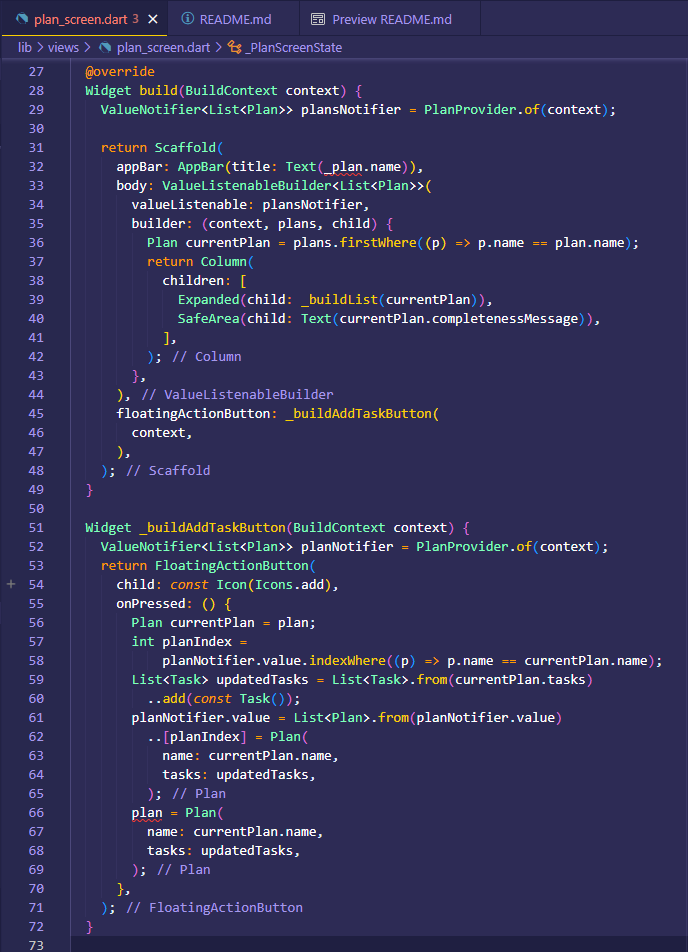 plan_screen.dart 3 × README.md Preview README.md
lib > views > plan_screen.dart > _PlanScreenState
27 @override
28 Widget build(BuildContext context) {
29 ValueNotifier<List<Plan>> plansNotifier = PlanProvider.of(context);
30
31 return Scaffold(
32 appBar: AppBar(title: Text(_plan.name)),
33 body: ValueListenableBuilder<List<Plan>>(
34 valueListenable: plansNotifier,
35 builder: (context, plans, child) {
36 Plan currentPlan = plans.firstWhere((p) => p.name == plan.name);
37 return Column(
38 children: [
39 Expanded(child: _buildList(currentPlan)),
40 SafeArea(child: Text(currentPlan.completenessMessage)),
41 ],
42 ); // Column
43 },
44 ), // ValueListenableBuilder
45 floatingActionButton: _buildAddTaskButton(
46 context,
47 ),
48 ); // Scaffold
49 }
50
51 Widget _buildAddTaskButton(BuildContext context) {
52 ValueNotifier<List<Plan>> planNotifier = PlanProvider.of(context);
53 return FloatingActionButton(
54 child: const Icon(Icons.add),
55 onPressed: () {
56 Plan currentPlan = plan;
57 int planIndex =
58 planNotifier.value.indexWhere((p) => p.name == currentPlan.name);
59 List<Task> updatedTasks = List<Task>.from(currentPlan.tasks)
60 ..add(const Task());
61 planNotifier.value = List<Plan>.from(planNotifier.value)
62 ..[planIndex] = Plan(
63 name: currentPlan.name,
64 tasks: updatedTasks,
65 ); // Plan
66 plan = Plan(
67 name: currentPlan.name,
68 tasks: updatedTasks,
69 ); // Plan
70 },
71 ); // FloatingActionButton
72 }
73